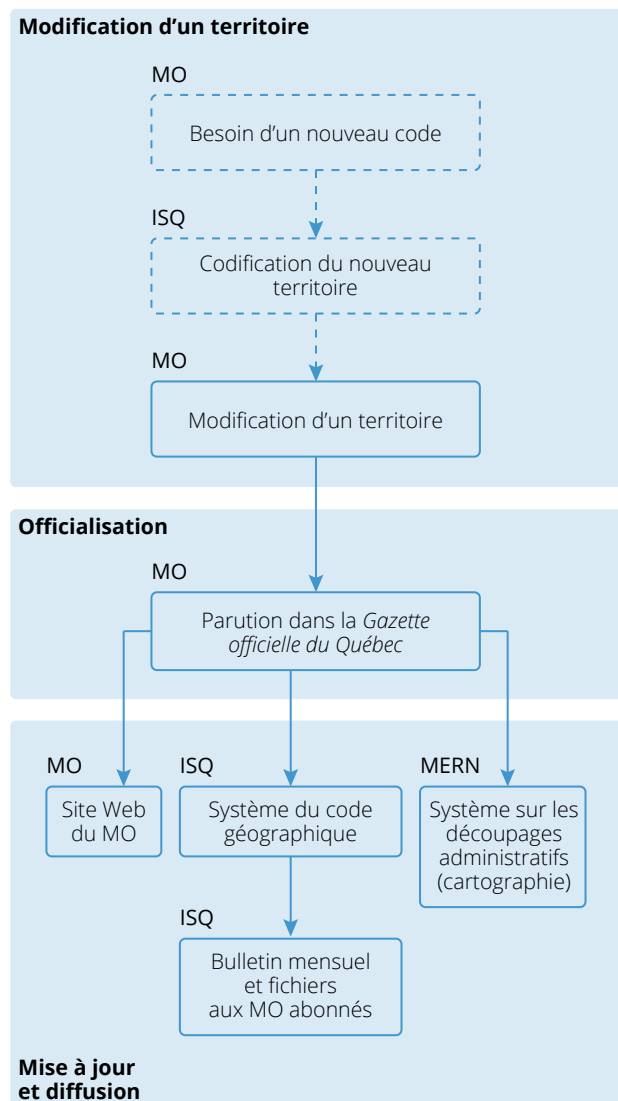 Modification d’un territoire
MO
Besoin d’un nouveau code
ISQ
Codification du nouveau
territoire
MO
Modification d’un territoire
Officialisation
MO
Parution dans la Gazette
officielle du Québec
MO
Site Web
du MO
ISQ
Système du code
géographique
MERN
Système sur les
découpages
administratifs
(cartographie)
ISQ
Bulletin mensuel
et fichiers
aux MO abonnés
Mise à jour
et diffusion